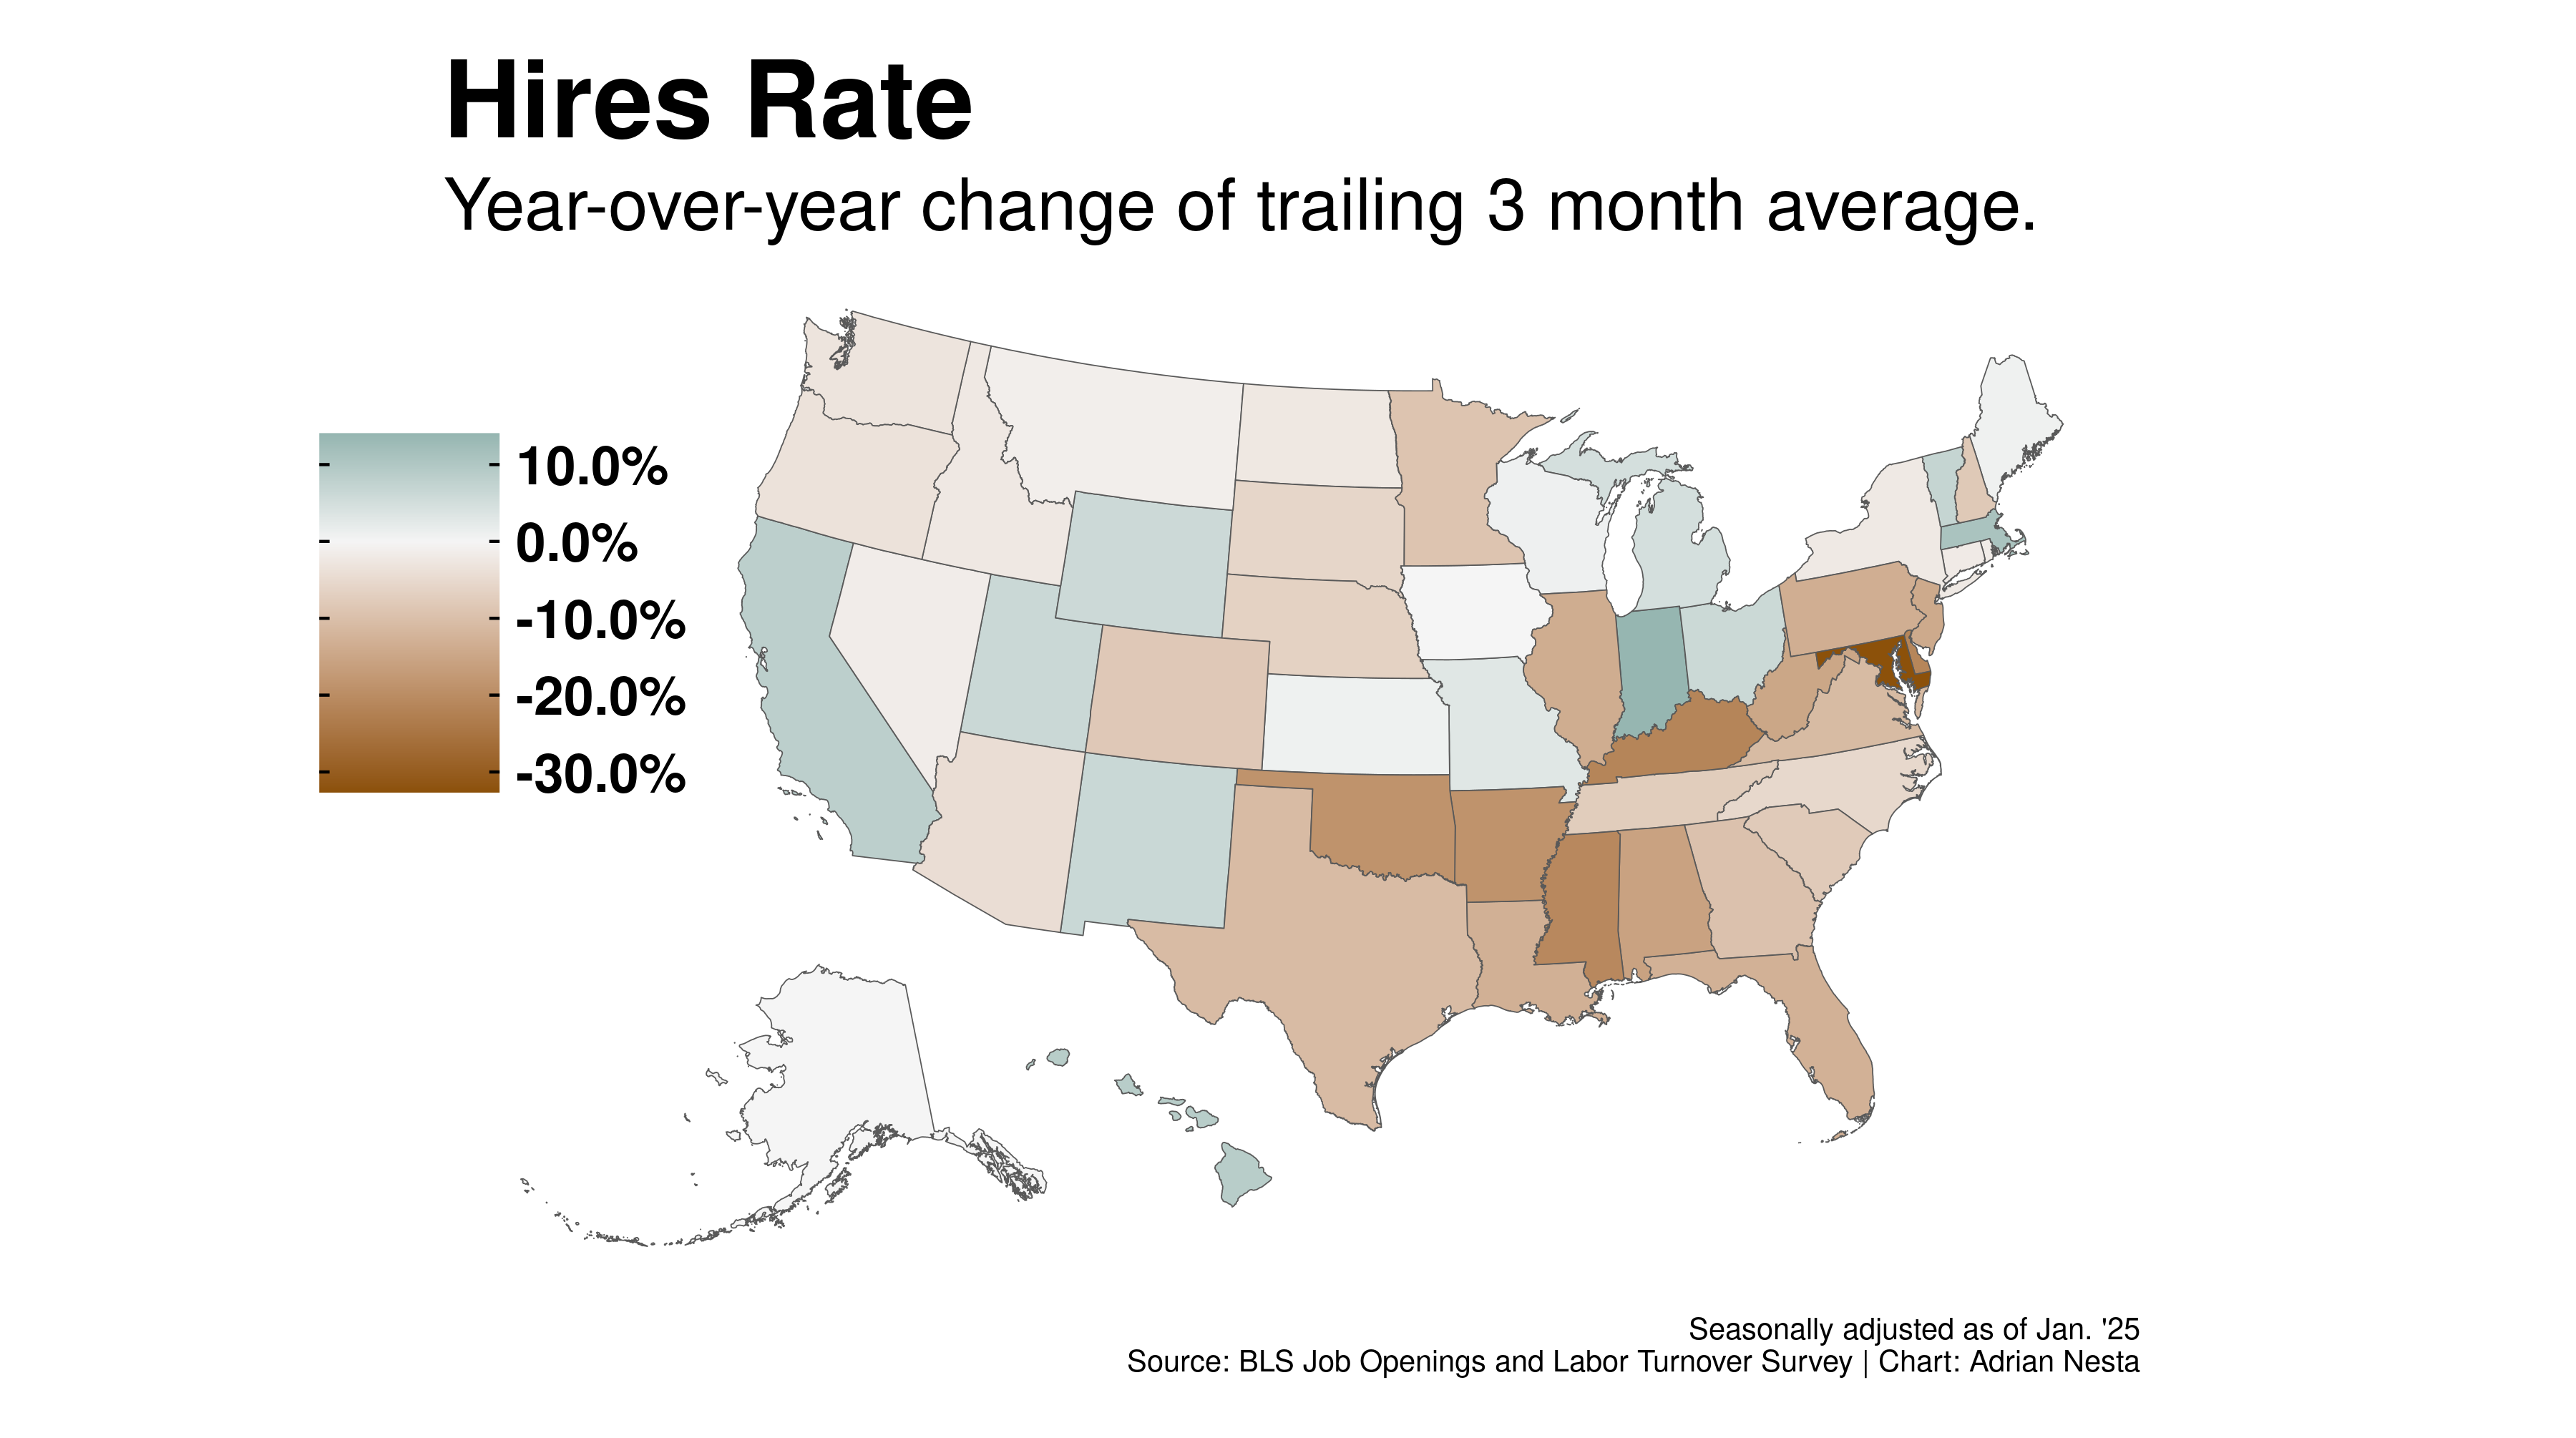 Hires Rate
Year-over-year change of trailing 3 month average.
10.0%
0.0%
-10.0%
-20.0%
-30.0%
Seasonally adjusted as of Jan. '25
Source: BLS Job Openings and Labor Turnover Survey | Chart: Adrian Nesta